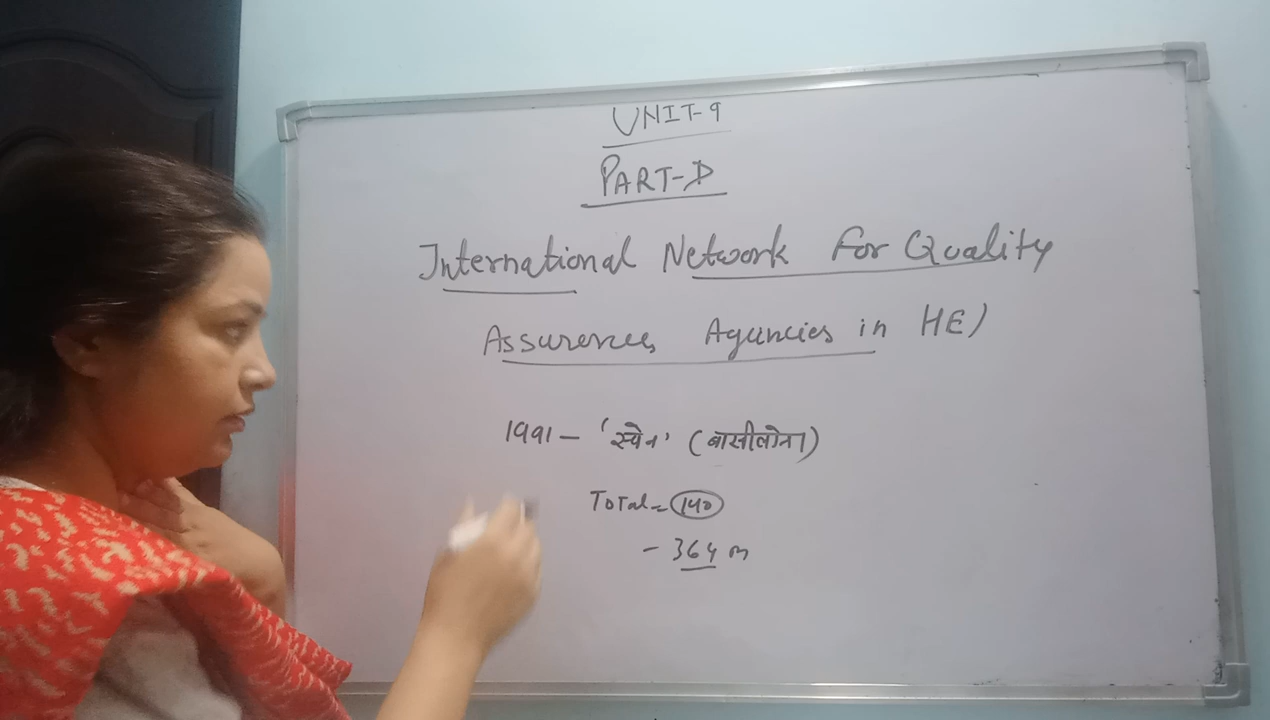 UNIT-9
PART-D
International Network For Quality
Assurences Agencies in HE)
1991 - 'स्पेन' (बार्सीलोना)
Total = 140
- 364 m